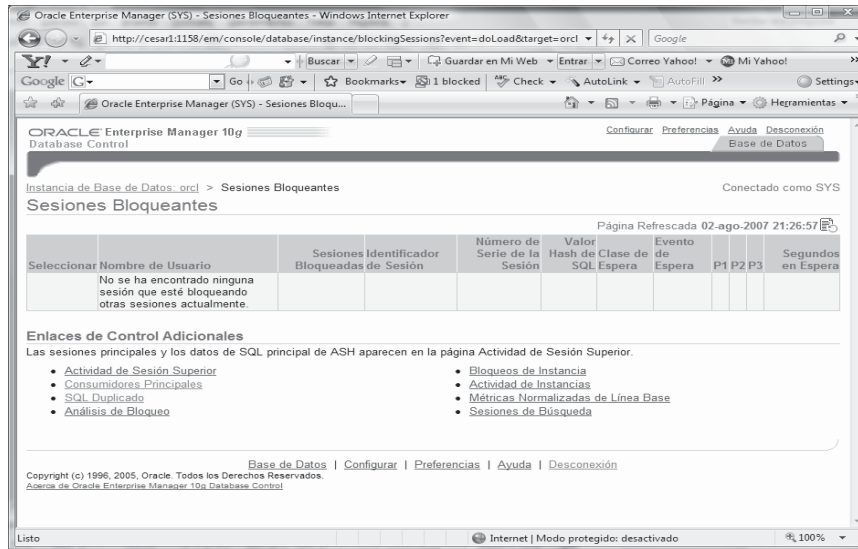 Oracle Enterprise Manager (SYS) - Sesiones Bloqueantes - Windows Internet Explorer
http://cesar1:1158/em/console/database/instance/blockingSessions?event=doLoad&target=orcl
Google
Y! Buscar Guardar en Mi Web Entrar Correo Yahoo! Mi Yahoo! >>
Google G Go Bookmarks 1 blocked ABC Check AutoLink AutoFill >> Settings
Oracle Enterprise Manager (SYS) - Sesiones Bloqu... Página Herramientas
ORACLE Enterprise Manager 10g
Database Control
Configurar Preferencias Ayuda Desconexión
Base de Datos
Instancia de Base de Datos: orcl > Sesiones Bloqueantes
Conectado como SYS
Sesiones Bloqueantes
Página Refrescada 02-ago-2007 21:26:57
Seleccionar Nombre de Usuario Sesiones Bloqueadas Identificador de Sesión Número de Serie de la Sesión Valor Hash de SQL Clase de Espera Evento de Espera P1 P2 P3 Segundos en Espera
No se ha encontrado ninguna
sesión que esté bloqueando
otras sesiones actualmente.
Enlaces de Control Adicionales
Las sesiones principales y los datos de SQL principal de ASH aparecen en la página Actividad de Sesión Superior.
• Actividad de Sesión Superior
• Consumidores Principales
• SQL Duplicado
• Análisis de Bloqueo
• Bloqueos de Instancia
• Actividad de Instancias
• Métricas Normalizadas de Línea Base
• Sesiones de Búsqueda
Base de Datos | Configurar | Preferencias | Ayuda | Desconexión
Copyright (c) 1996, 2005, Oracle. Todos los Derechos Reservados.
Acerca de Oracle Enterprise Manager 10g Database Control
Listo Internet | Modo protegido: desactivado 100%